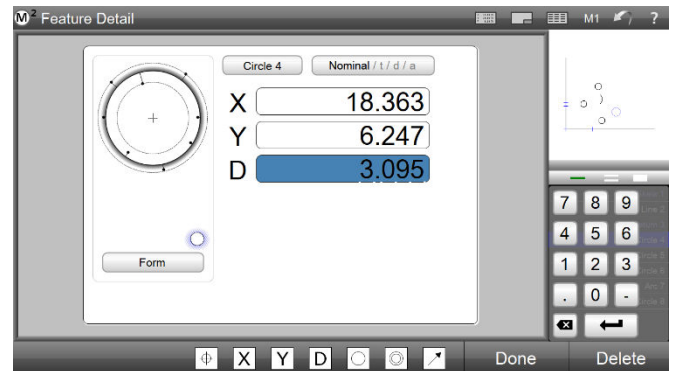 M² Feature Detail M1 ?
Circle 4 Nominal / t / d / a
X 18.363
Y 6.247
D 3.095
Form
7 8 9
4 5 6
1 2 3
. 0 -
X Y D
Done Delete